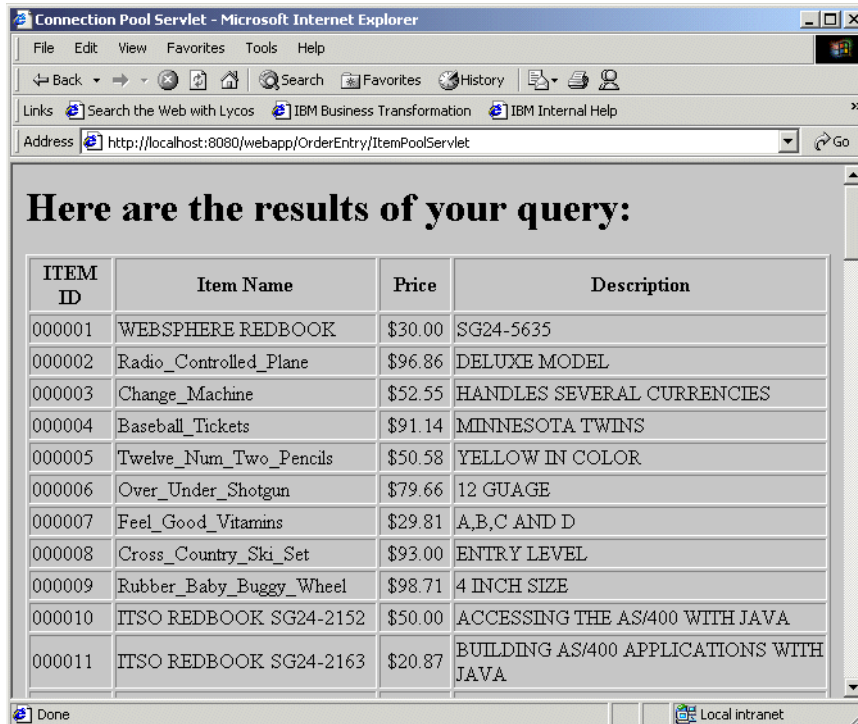 Connection Pool Servlet - Microsoft Internet Explorer
File Edit View Favorites Tools Help
Back Search Favorites History
Links Search the Web with Lycos IBM Business Transformation IBM Internal Help »
Address http://localhost:8080/webapp/OrderEntry/ItemPoolServlet Go
Here are the results of your query:
ITEM ID Item Name Price Description
000001 WEBSPHERE REDBOOK $30.00 SG24-5635
000002 Radio_Controlled_Plane $96.86 DELUXE MODEL
000003 Change_Machine $52.55 HANDLES SEVERAL CURRENCIES
000004 Baseball_Tickets $91.14 MINNESOTA TWINS
000005 Twelve_Num_Two_Pencils $50.58 YELLOW IN COLOR
000006 Over_Under_Shotgun $79.66 12 GUAGE
000007 Feel_Good_Vitamins $29.81 A,B,C AND D
000008 Cross_Country_Ski_Set $93.00 ENTRY LEVEL
000009 Rubber_Baby_Buggy_Wheel $98.71 4 INCH SIZE
000010 ITSO REDBOOK SG24-2152 $50.00 ACCESSING THE AS/400 WITH JAVA
000011 ITSO REDBOOK SG24-2163 $20.87 BUILDING AS/400 APPLICATIONS WITH
JAVA
Done Local intranet